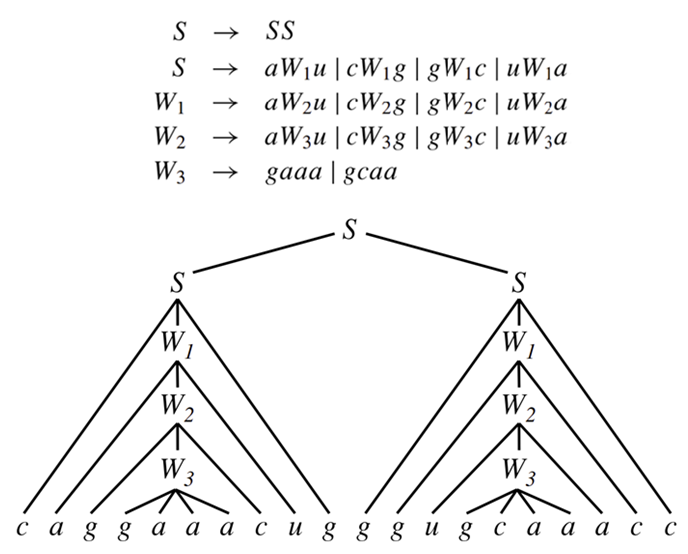 S → SS
S → aW₁u | cW₁g | gW₁c | uW₁a
W₁ → aW₂u | cW₂g | gW₂c | uW₂a
W₂ → aW₃u | cW₃g | gW₃c | uW₃a
W₃ → gaaa | gcaa
S
S S
W₁ W₁
W₂ W₂
W₃ W₃
c a g g a a a c u g g g u g c a a a c c